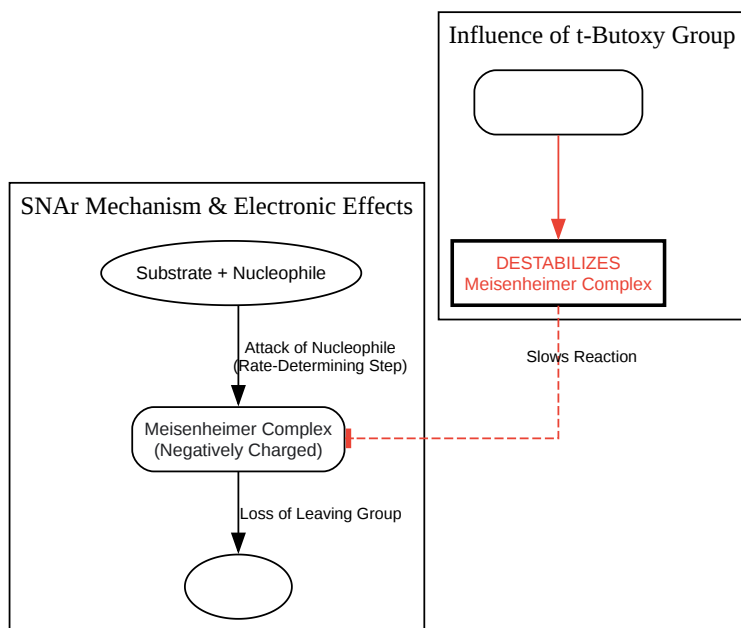 Influence of t-Butoxy Group
SNAr Mechanism & Electronic Effects
Substrate + Nucleophile
DESTABILIZES
Meisenheimer Complex
Attack of Nucleophile
(Rate-Determining Step)
Slows Reaction
Meisenheimer Complex
(Negatively Charged)
Loss of Leaving Group